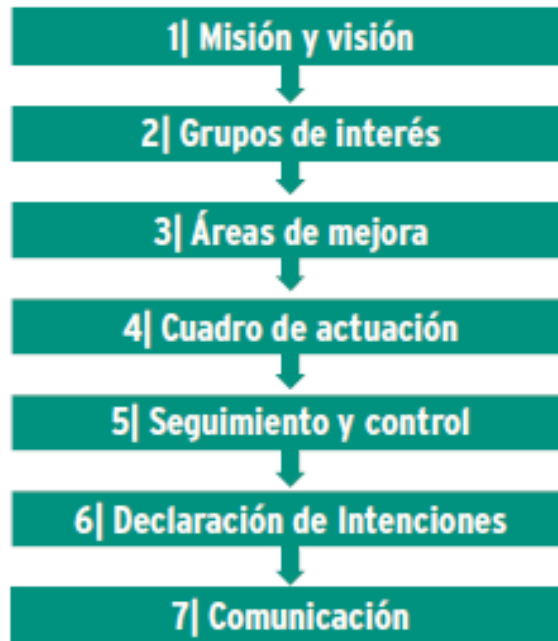 1| Misión y visión
2| Grupos de interés
3| Áreas de mejora
4| Cuadro de actuación
5| Seguimiento y control
6| Declaración de Intenciones
7| Comunicación